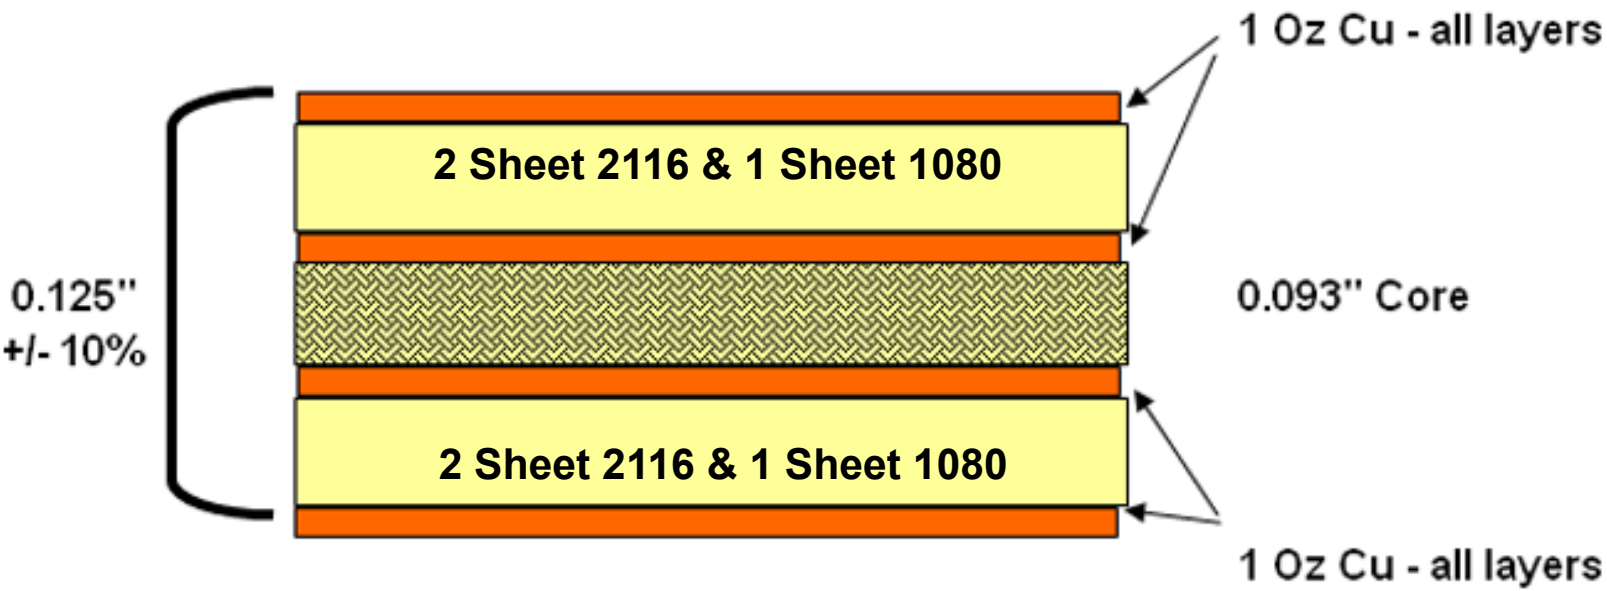 1 Oz Cu - all layers
2 Sheet 2116 & 1 Sheet 1080
0.125"
+/- 10%
0.093" Core
2 Sheet 2116 & 1 Sheet 1080
1 Oz Cu - all layers